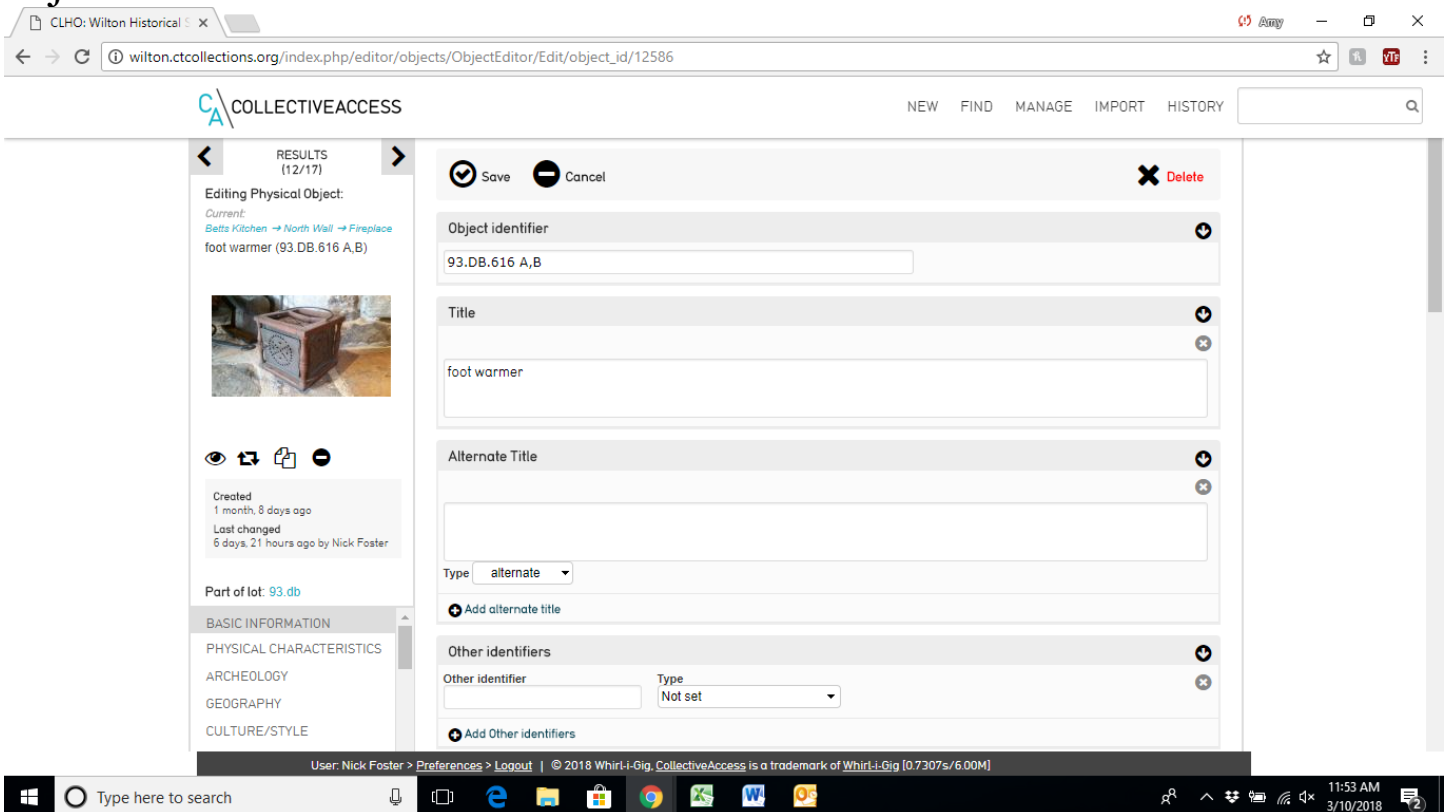 CLHO: Wilton Historical S
Amy
wilton.ctcollections.org/index.php/editor/objects/ObjectEditor/Edit/object_id/12586
CA COLLECTIVEACCESS
NEW FIND MANAGE IMPORT HISTORY
RESULTS
(12/17)
Editing Physical Object:
Current:
Betts Kitchen ➔ North Wall ➔ Fireplace
foot warmer (93.DB.616 A,B)
Created
1 month, 8 days ago
Last changed
6 days, 21 hours ago by Nick Foster
Part of lot: 93.db
BASIC INFORMATION
PHYSICAL CHARACTERISTICS
ARCHEOLOGY
GEOGRAPHY
CULTURE/STYLE
Save Cancel Delete
Object identifier
93.DB.616 A,B
Title
foot warmer
Alternate Title
Type alternate
Add alternate title
Other identifiers
Other identifier Type
Not set
Add Other identifiers
User: Nick Foster > Preferences > Logout | © 2018 Whirl-i-Gig, CollectiveAccess is a trademark of Whirl-i-Gig [0.7307s/6.00M]
Type here to search
11:53 AM
3/10/2018